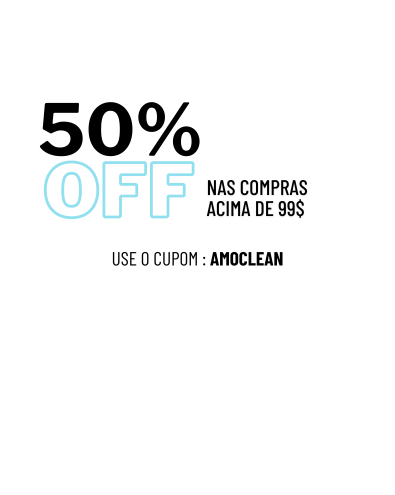 50%
OFF
NAS COMPRAS
ACIMA DE 99$
USE O CUPOM : AMOCLEAN